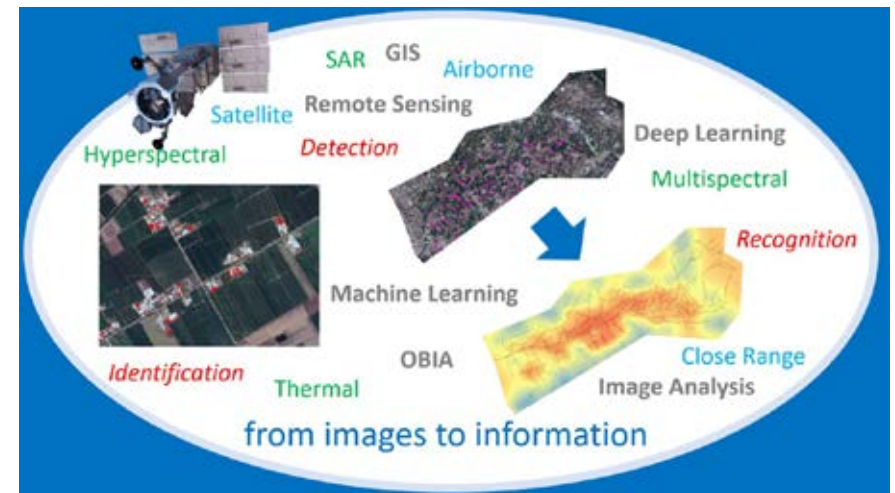 SAR
GIS
Airborne
Satellite
Remote Sensing
Deep Learning
Hyperspectral
Detection
Multispectral
Recognition
Machine Learning
OBIA
Close Range
Identification
Thermal
Image Analysis
from images to information